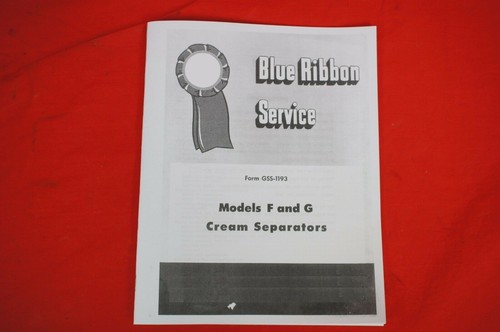 Blue Ribbon
Service
Form GSS-1193
Models F and G
Cream Separators